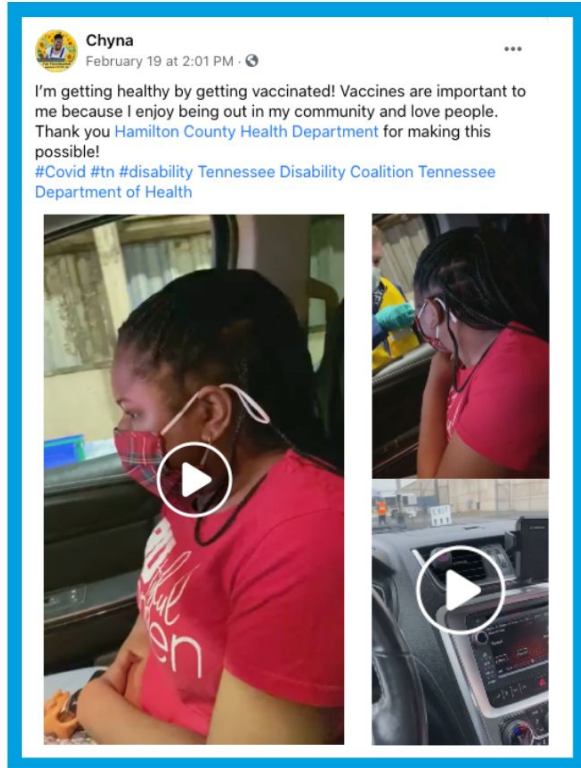 Chyna
February 19 at 2:01 PM ·
I'm getting healthy by getting vaccinated! Vaccines are important to
me because I enjoy being out in my community and love people.
Thank you Hamilton County Health Department for making this
possible!
#Covid #tn #disability Tennessee Disability Coalition Tennessee
Department of Health